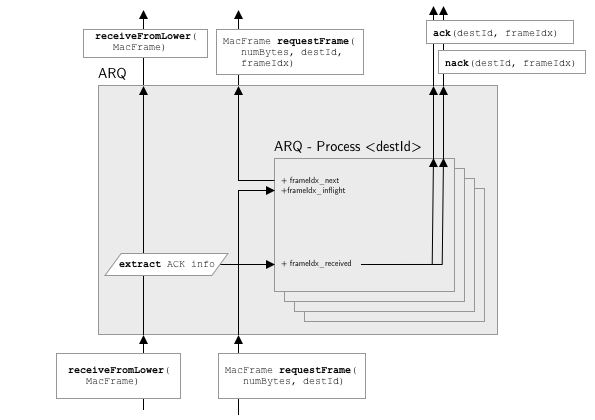 receiveFromLower(
MacFrame)
MacFrame requestFrame(
numBytes, destId,
frameIdx)
ack(destId, frameIdx)
nack(destId, frameIdx)
ARQ
ARQ - Process <destId>
+ frameIdx_next
+frameIdx_inflight
extract ACK info
+ frameIdx_received
receiveFromLower(
MacFrame)
MacFrame requestFrame(
numBytes, destId)